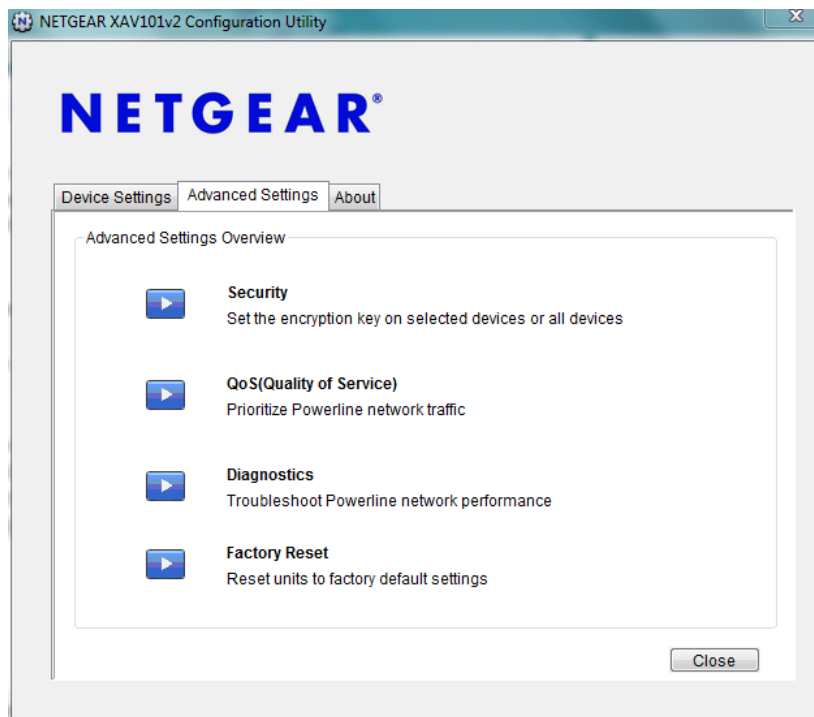 NETGEAR XAV101v2 Configuration Utility
NETGEAR®
Device Settings
Advanced Settings
About
Advanced Settings Overview
Security
Set the encryption key on selected devices or all devices
QoS(Quality of Service)
Prioritize Powerline network traffic
Diagnostics
Troubleshoot Powerline network performance
Factory Reset
Reset units to factory default settings
Close